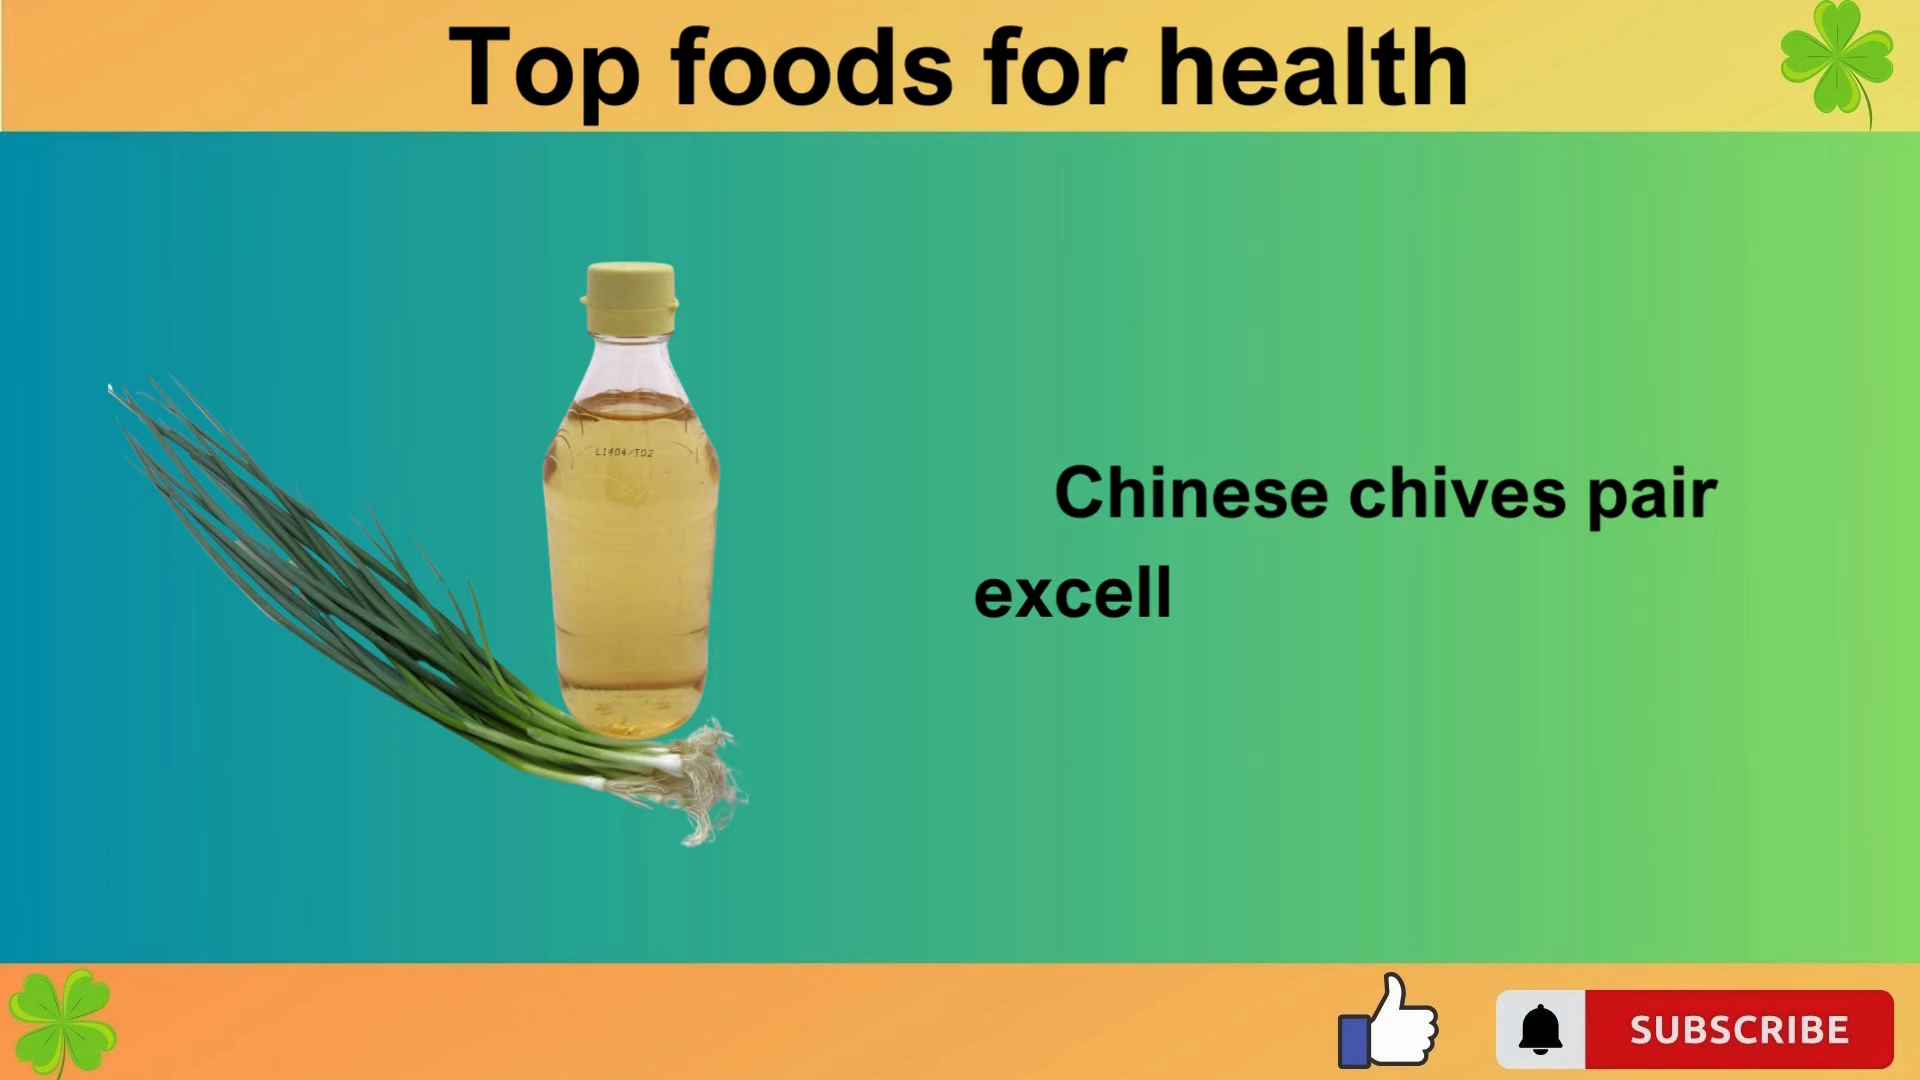 Top foods for health
L1404/T02
Chinese chives pair
excell
SUBSCRIBE